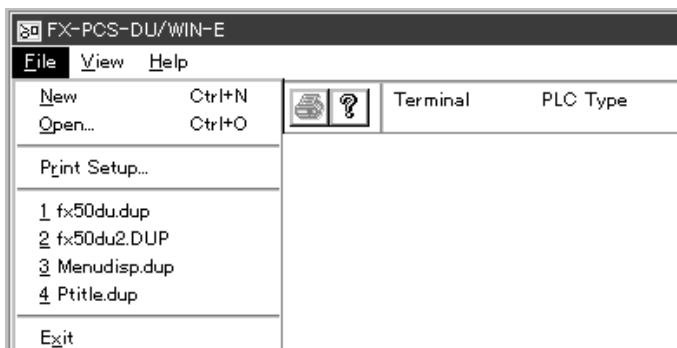 FX-PCS-DU/WIN-E
File View Help
New Ctrl+N
Open... Ctrl+O
Terminal PLC Type
Print Setup...
1 fx50du.dup
2 fx50du2.DUP
3 Menudisp.dup
4 Ptitle.dup
Exit